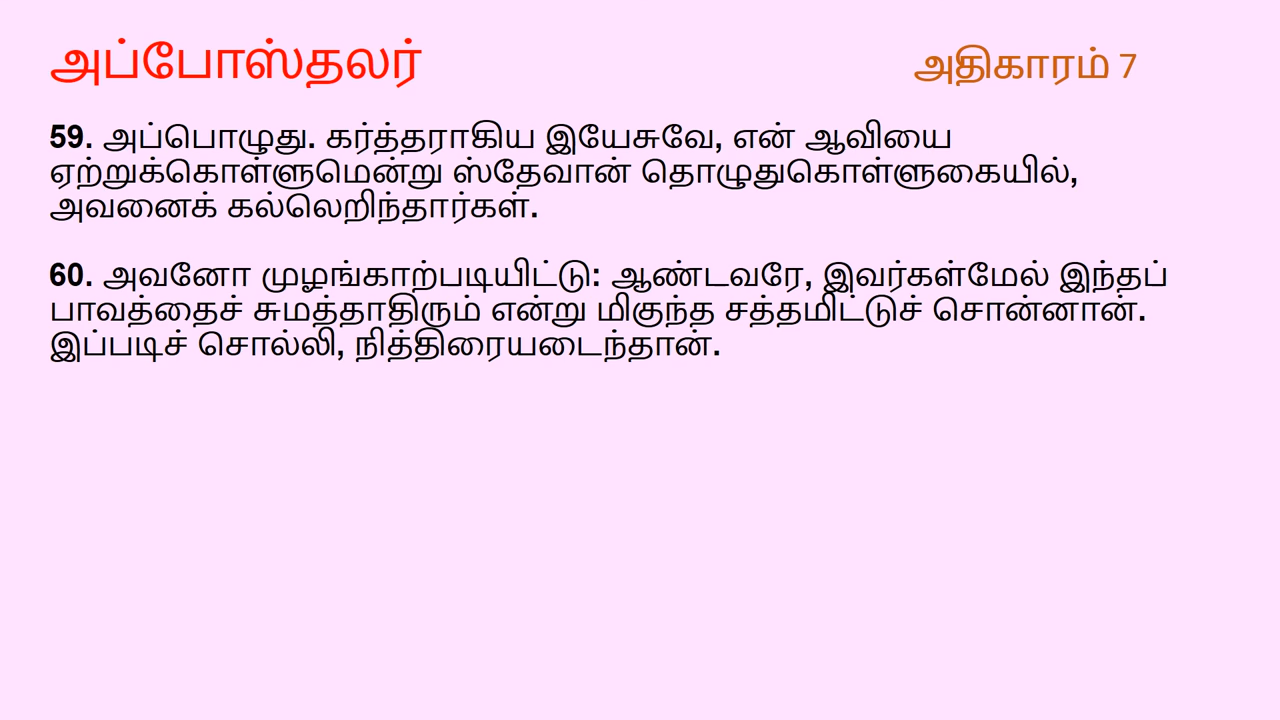 அப்போஸ்தலர் அதிகாரம் 7
59. அப்பொழுது. கர்த்தராகிய இயேசுவே, என் ஆவியை
ஏற்றுக்கொள்ளுமென்று ஸ்தேவான் தொழுதுகொள்ளுகையில்,
அவனைக் கல்லெறிந்தார்கள்.
60. அவனோ முழங்காற்படியிட்டு: ஆண்டவரே, இவர்கள்மேல் இந்தப்
பாவத்தைச் சுமத்தாதிரும் என்று மிகுந்த சத்தமிட்டுச் சொன்னான்.
இப்படிச் சொல்லி, நித்திரையடைந்தான்.